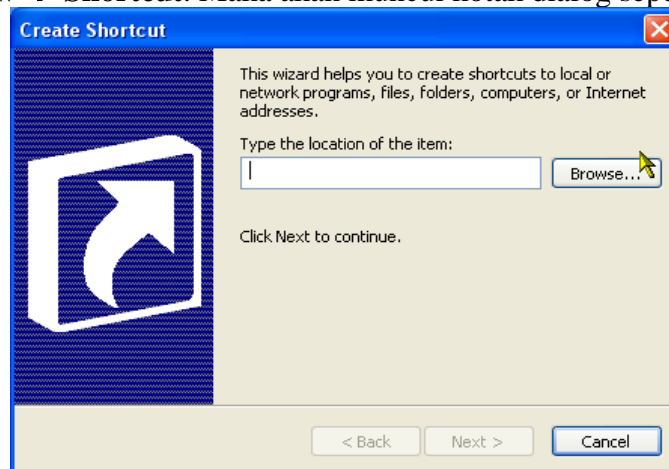 Create Shortcut
This wizard helps you to create shortcuts to local or
network programs, files, folders, computers, or Internet
addresses.
Type the location of the item:
Browse...
Click Next to continue.
< Back Next > Cancel